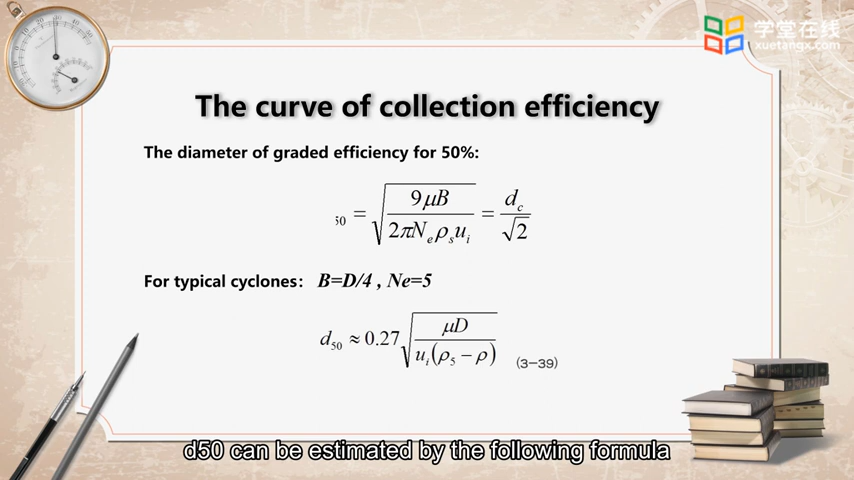 学堂在线
xuetangx.com
The curve of collection efficiency
The diameter of graded efficiency for 50%:
50 = √(9μB / 2πNeρsui) = dc / √2
For typical cyclones: B=D/4 , Ne=5
d50 ≈ 0.27 √(μD / ui(ρ5 − ρ)) (3-39)
d50 can be estimated by the following formula